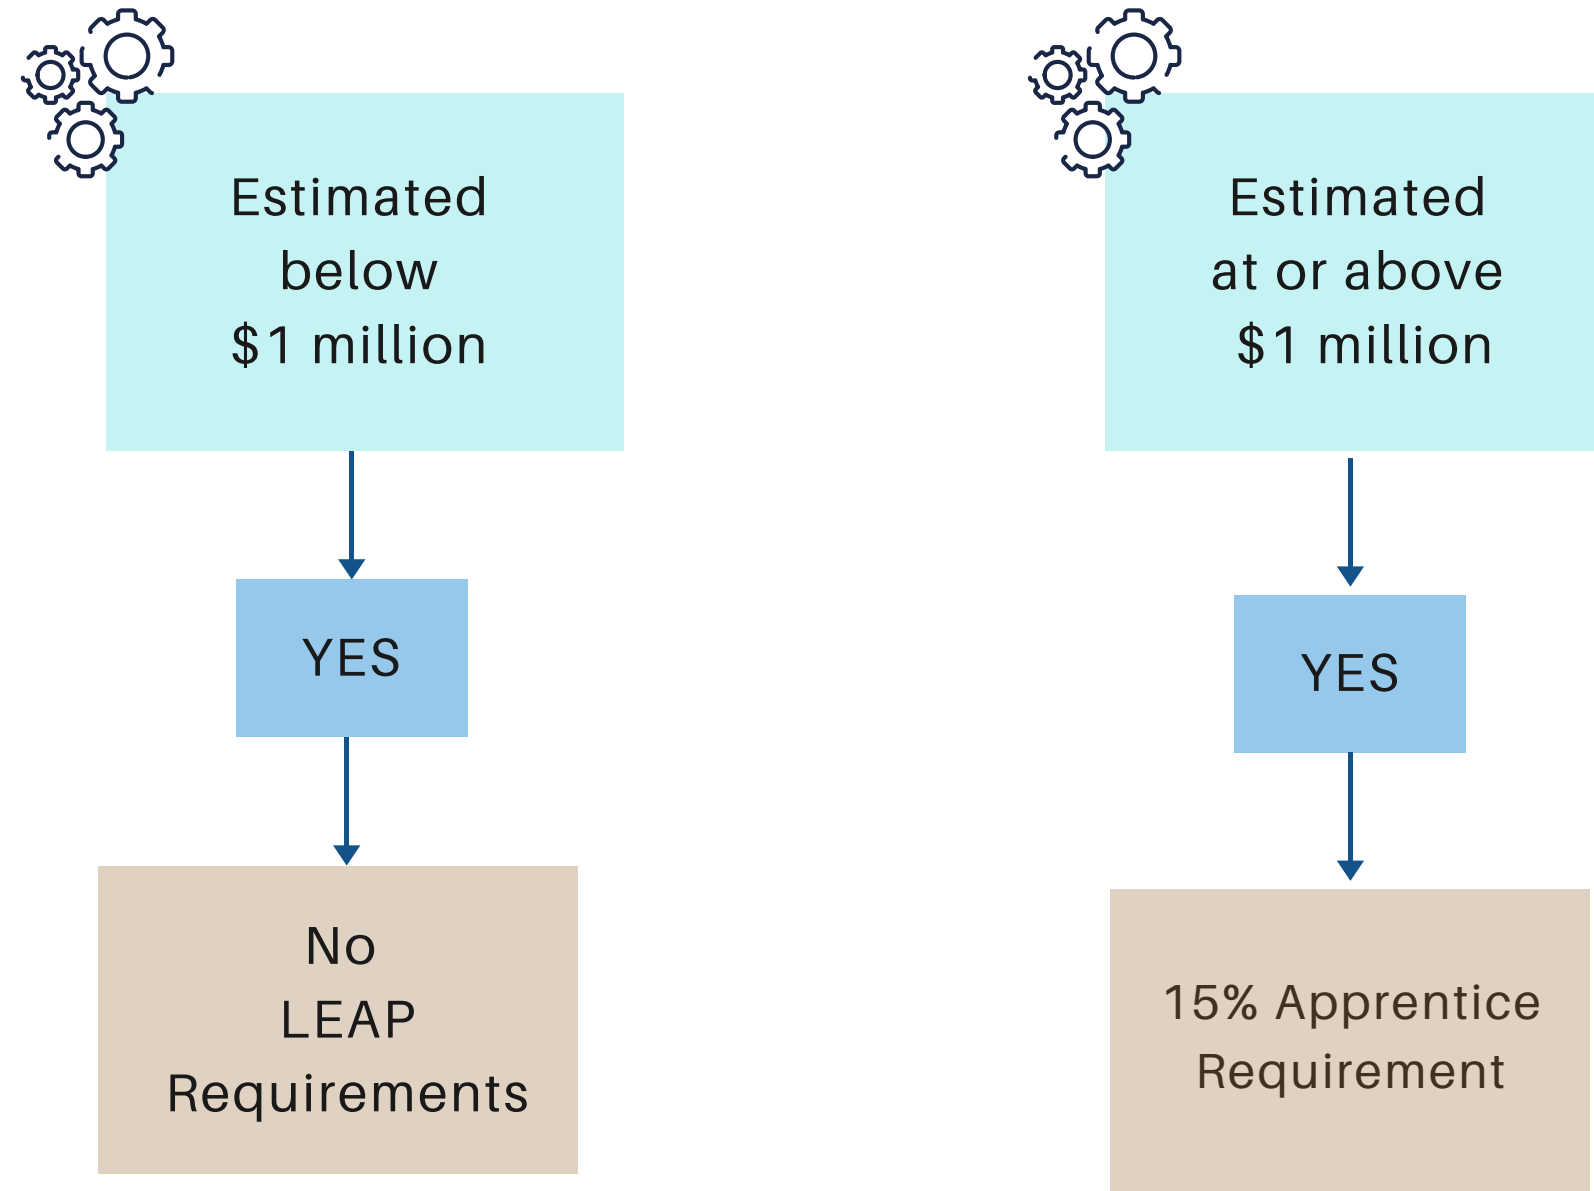 Estimated
below
$1 million
YES
No
LEAP
Requirements
Estimated
at or above
$1 million
YES
15% Apprentice
Requirement